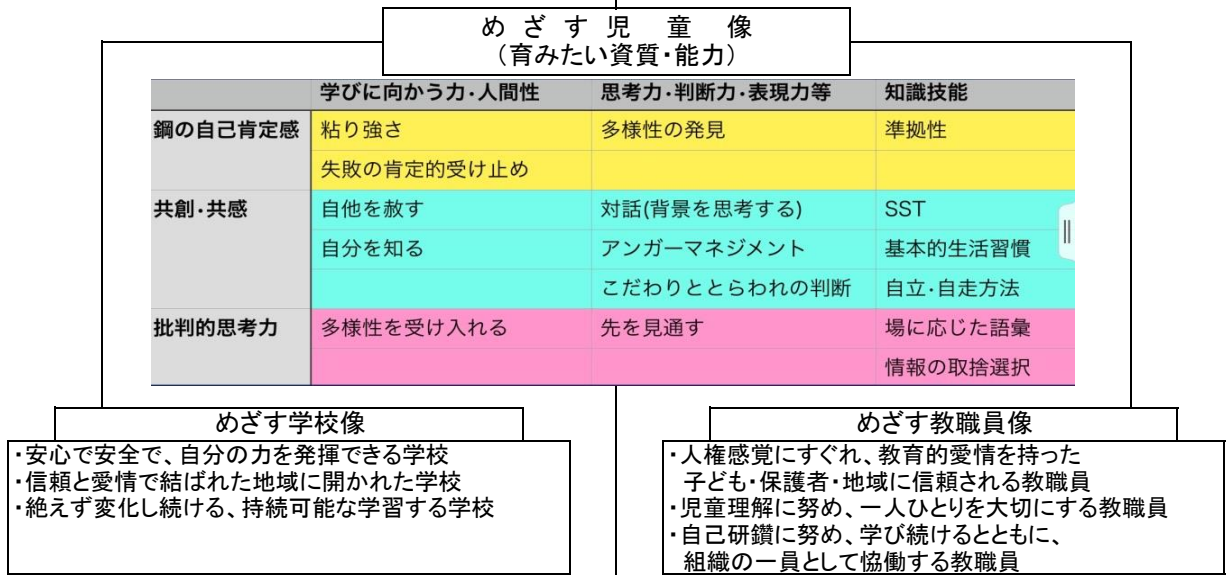 めざす児童像
(育みたい資質・能力)
学びに向かう力・人間性 思考力・判断力・表現力等 知識技能
鋼の自己肯定感 粘り強さ 多様性の発見 準拠性
失敗の肯定的受け止め
共創・共感 自他を赦す 対話(背景を思考する) SST
自分を知る アンガーマネジメント 基本的生活習慣
こだわりととらわれの判断 自立・自走方法
批判的思考力 多様性を受け入れる 先を見通す 場に応じた語彙
情報の取捨選択
めざす学校像
・安心で安全で、自分の力を発揮できる学校
・信頼と愛情で結ばれた地域に開かれた学校
・絶えず変化し続ける、持続可能な学習する学校
めざす教職員像
・人権感覚にすぐれ、教育的愛情を持った
子ども・保護者・地域に信頼される教職員
・児童理解に努め、一人ひとりを大切にする教職員
・自己研鑽に努め、学び続けるとともに、
組織の一員として恊働する教職員